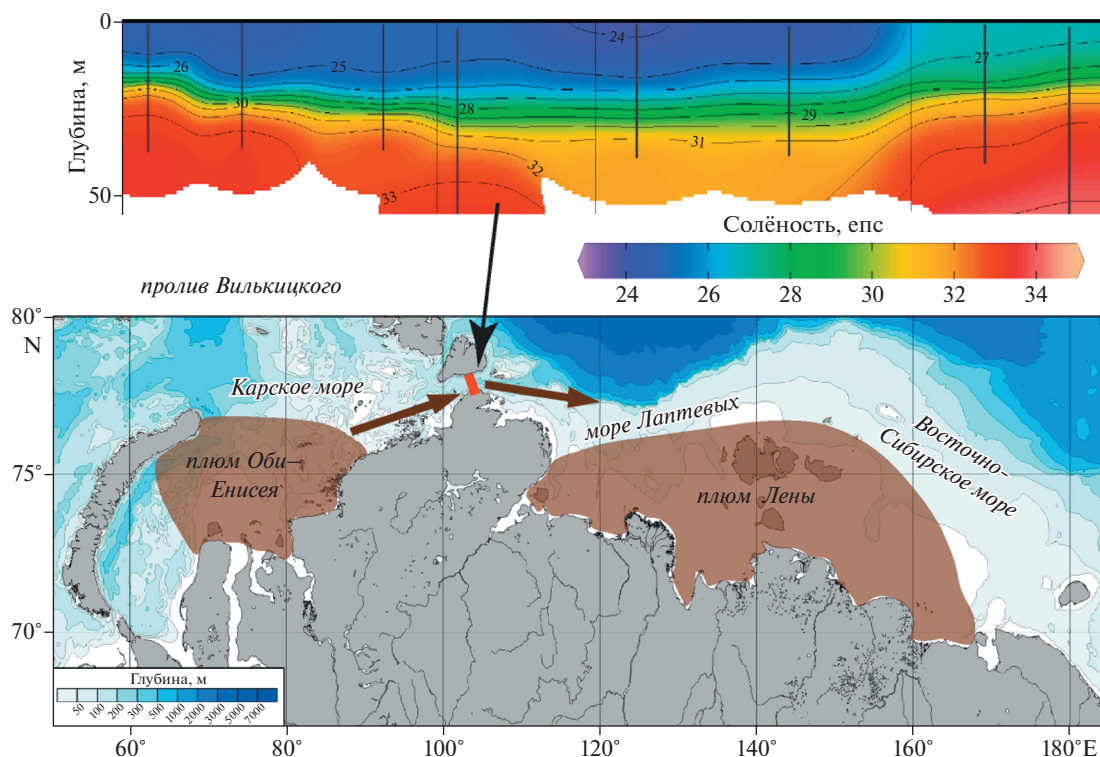 0
50
Глубина, м
26
25
24
27
30
28
29
31
32
33
Солёность, епс
24 26 28 30 32 34
пролив Вилькицкого
80°
N
75°
70°
Карское море
море Лаптевых
Восточно-
Сибирское море
плюм Оби–
Енисея
плюм Лены
Глубина, м
50 100 200 300 500 1000 2000 3000 5000 7000
60° 80° 100° 120° 140° 160° 180°E